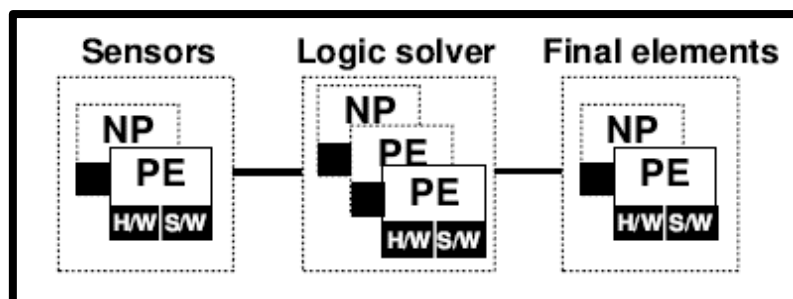 Sensors Logic solver Final elements
NP NP NP
PE PE PE
PE
H/W S/W H/W S/W H/W S/W